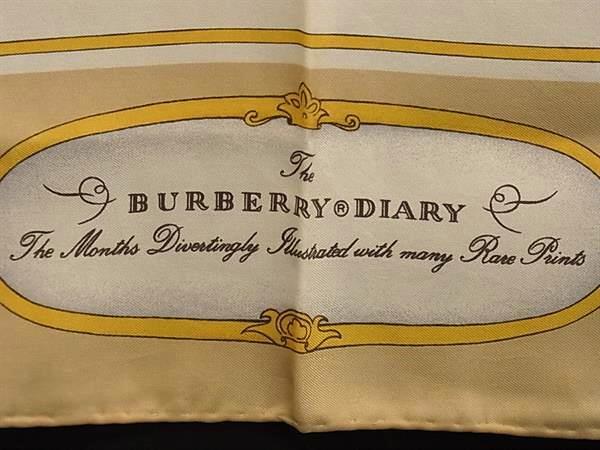 The
BURBERRY®DIARY
The Months Divertingly Illustrated with many Rare Prints